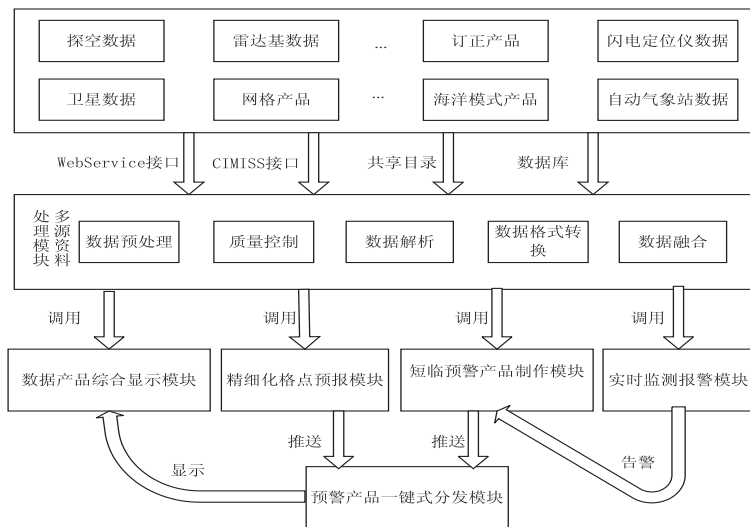 探空数据
雷达基数据
...
订正产品
闪电定位仪数据
卫星数据
网格产品
...
海洋模式产品
自动气象站数据
WebService接口
CIMISS接口
共享目录
数据库
多源资料
处理模块
数据预处理
质量控制
数据解析
数据格式转
换
数据融合
调用
调用
调用
调用
数据产品综合显示模块
精细化格点预报模块
短临预警产品制作模块
实时监测报警模块
推送
推送
显示
告警
预警产品一键式分发模块